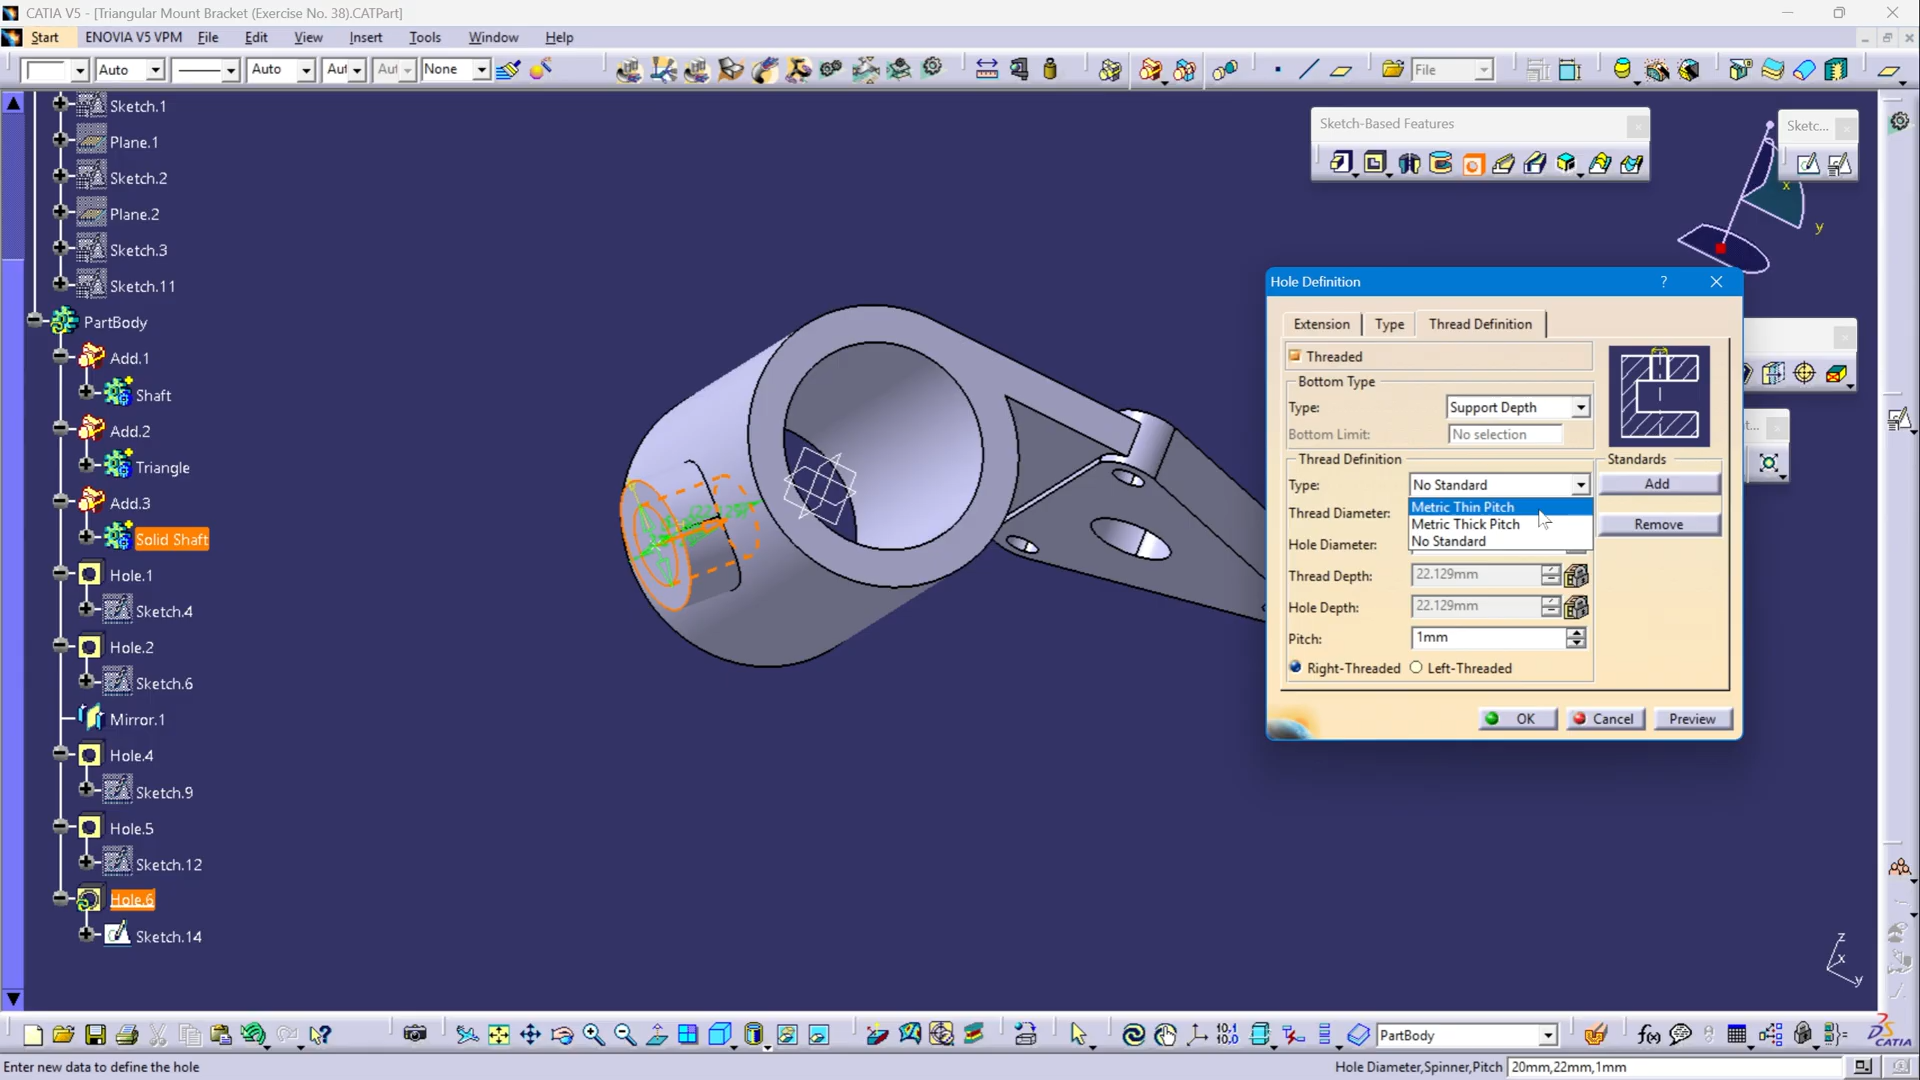 CATIA V5 - [Triangular Mount Bracket (Exercise No. 38).CATPart]
Start ENOVIA V5 VPM File Edit View Insert Tools Window Help
Auto Auto Aut Aut None File
Sketch.1
Plane.1
Sketch.2
Plane.2
Sketch.3
Sketch.11
PartBody
Add.1
Shaft
Add.2
Triangle
Add.3
Solid Shaft
Hole.1
Sketch.4
Hole.2
Sketch.6
Mirror.1
Hole.4
Sketch.9
Hole.5
Sketch.12
Hole.6
Sketch.14
Sketch-Based Features
Sketc...
x
y
Hole Definition
?
Extension Type Thread Definition
Threaded
Bottom Type
Type: Support Depth
Bottom Limit: No selection
Thread Definition
Standards
Type: No Standard
Add
Metric Thin Pitch
Metric Thick Pitch
No Standard
Thread Diameter:
Remove
Hole Diameter:
Thread Depth: 22.129mm
Hole Depth: 22.129mm
Pitch: 1mm
Right-Threaded Left-Threaded
OK Cancel Preview
z
x
y
PartBody
CATIA
Enter new data to define the hole
Hole Diameter,Spinner,Pitch 20mm,22mm,1mm